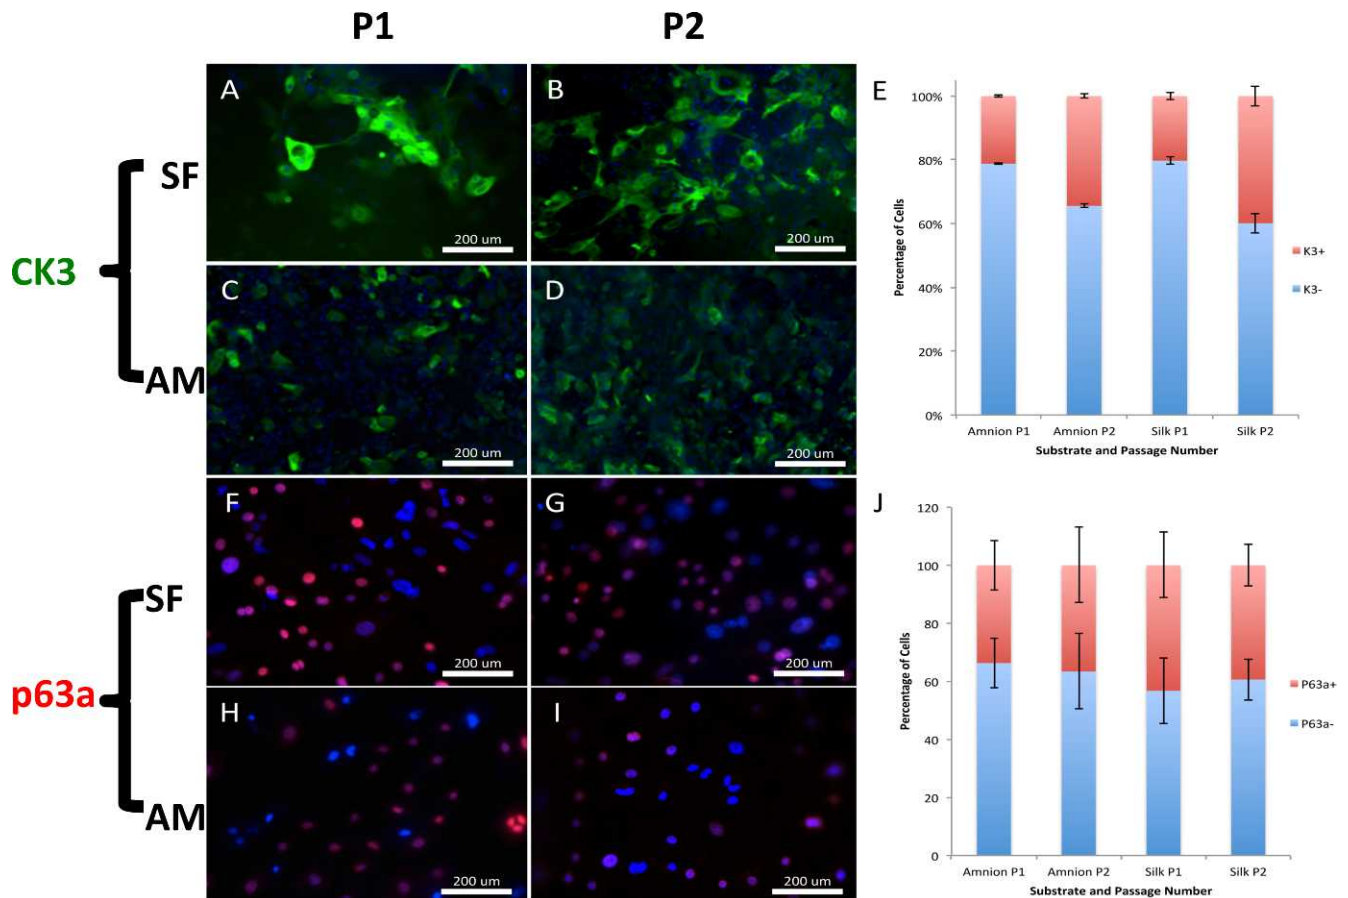 P1 P2
A B
SF
200 um 200 um
CK3
C D
AM
200 um 200 um
F G
SF
200 um 200 um
p63a
H I
AM
200 um 200 um
E
100%
80%
60%
40%
20%
0%
Percentage of Cells
K3+
K3-
Amnion P1 Amnion P2 Silk P1 Silk P2
Substrate and Passage Number
J
120
100
80
60
40
20
0
Percentage of Cells
P63a+
P63a-
Amnion P1 Amnion P2 Silk P1 Silk P2
Substrate and Passage Number